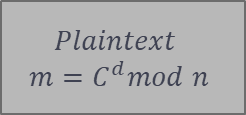 Plaintext
m = C^d mod n